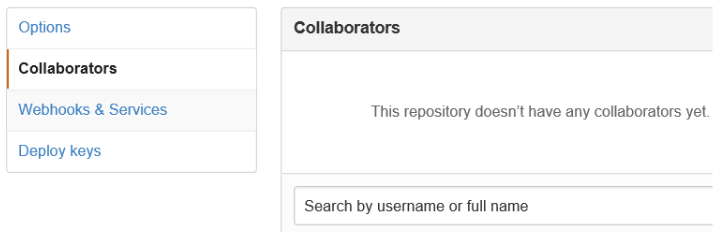 Options
Collaborators
Webhooks & Services
Deploy keys
Collaborators
This repository doesn't have any collaborators yet.
Search by username or full name